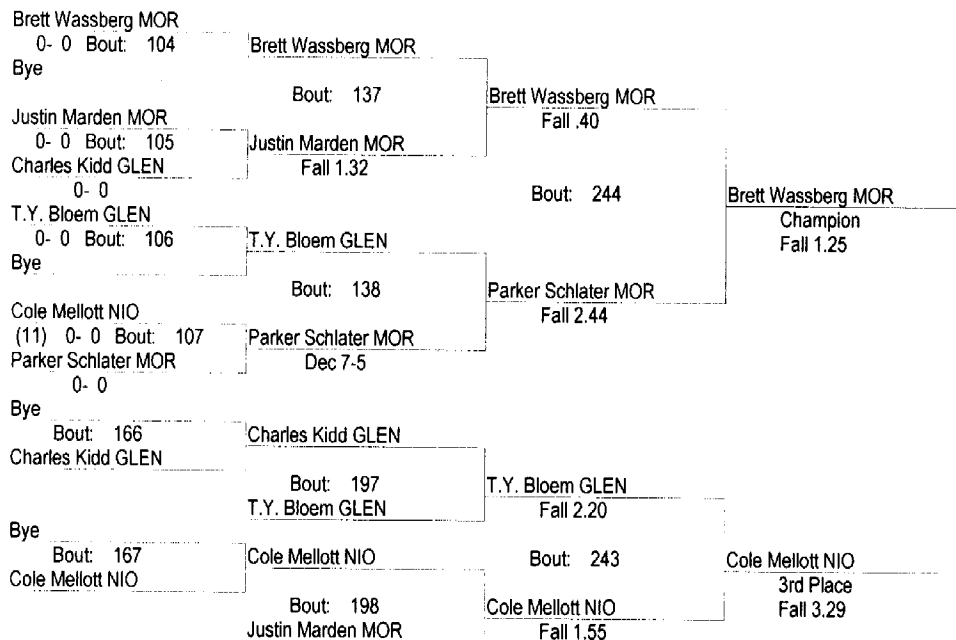 Brett Wassberg MOR
0- 0 Bout: 104
Bye
Brett Wassberg MOR
Bout: 137
Justin Marden MOR
0- 0 Bout: 105
Charles Kidd GLEN
0- 0
Justin Marden MOR
Fall 1.32
Brett Wassberg MOR
Fall .40
T.Y. Bloem GLEN
0- 0 Bout: 106
Bye
T.Y. Bloem GLEN
Bout: 138
Cole Mellott NIO
(11) 0- 0 Bout: 107
Parker Schlater MOR
0- 0
Parker Schlater MOR
Dec 7-5
Parker Schlater MOR
Fall 2.44
Bout: 244
Brett Wassberg MOR
Champion
Fall 1.25
Bye
Bout: 166
Charles Kidd GLEN
Charles Kidd GLEN
Bout: 197
T.Y. Bloem GLEN
T.Y. Bloem GLEN
Fall 2.20
Bye
Bout: 167
Cole Mellott NIO
Cole Mellott NIO
Bout: 198
Justin Marden MOR
Cole Mellott NIO
Fall 1.55
Bout: 243
Cole Mellott NIO
3rd Place
Fall 3.29